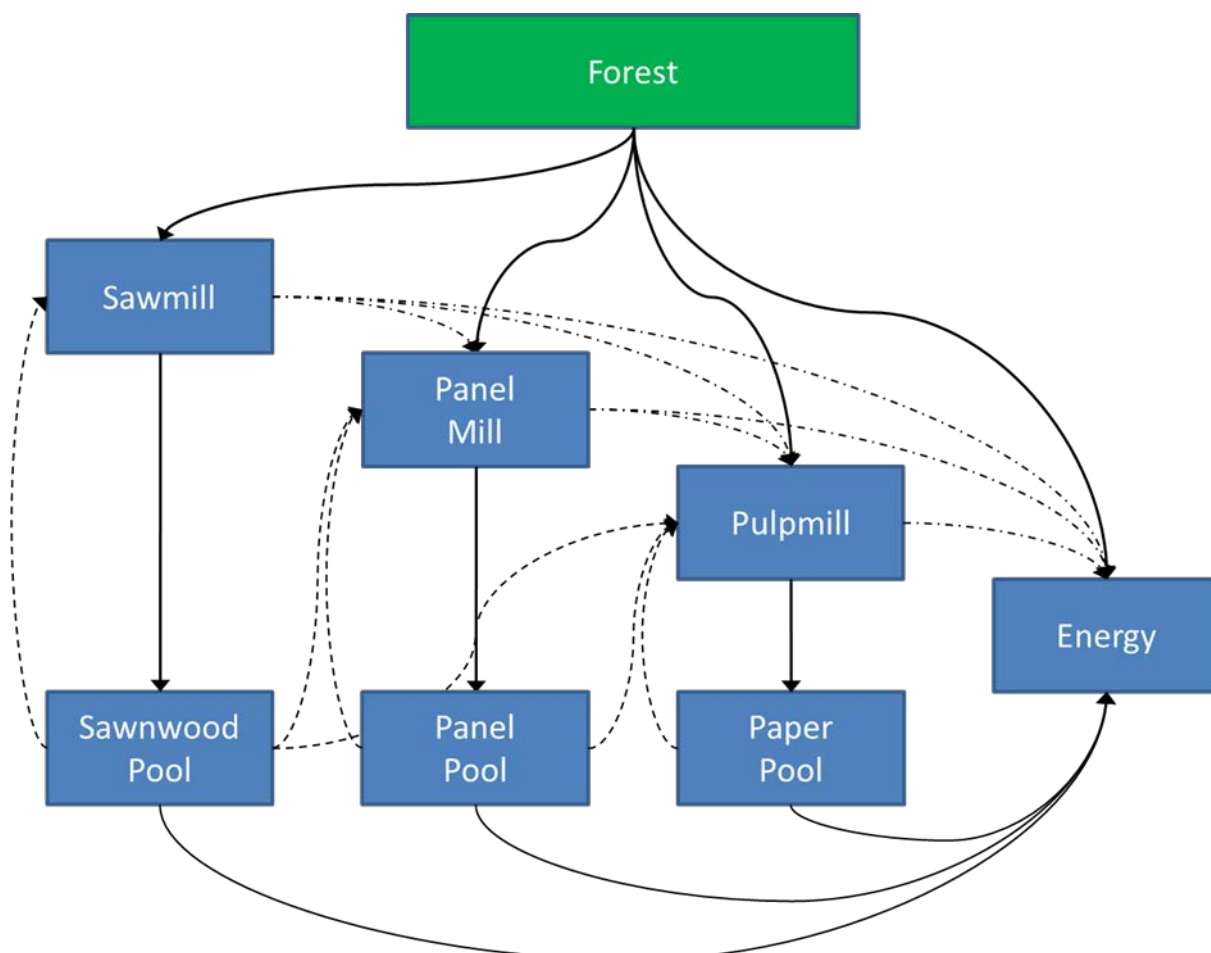 Forest
Sawmill
Panel
Mill
Pulpmill
Energy
Sawnwood
Pool
Panel
Pool
Paper
Pool